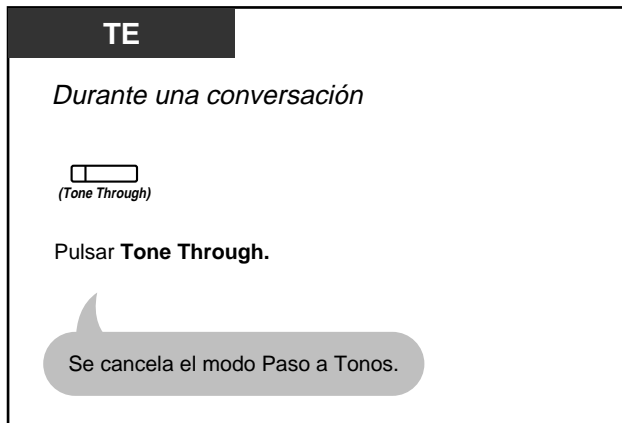 TE
Durante una conversación
(Tone Through)
Pulsar Tone Through.
Se cancela el modo Paso a Tonos.